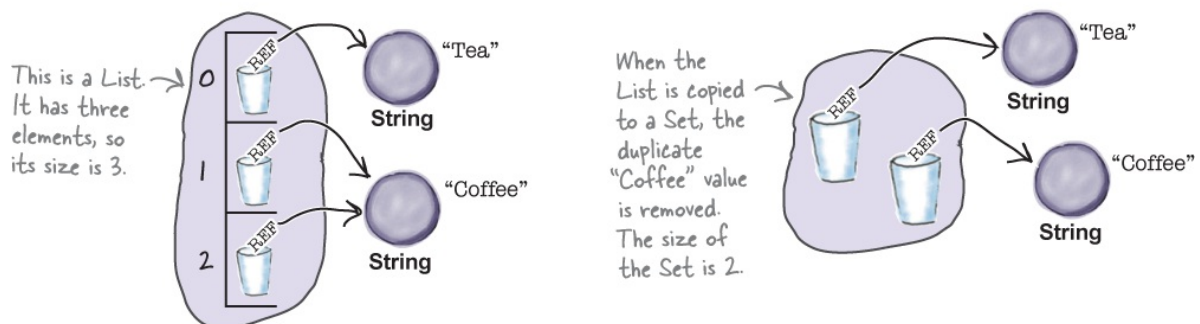 This is a List.
It has three
elements, so
its size is 3.
0
REF
"Tea"
String
1
REF
"Coffee"
String
2
REF
When the
List is copied
to a Set, the
duplicate
"Coffee" value
is removed.
The size of
the Set is 2.
REF
"Tea"
String
REF
"Coffee"
String